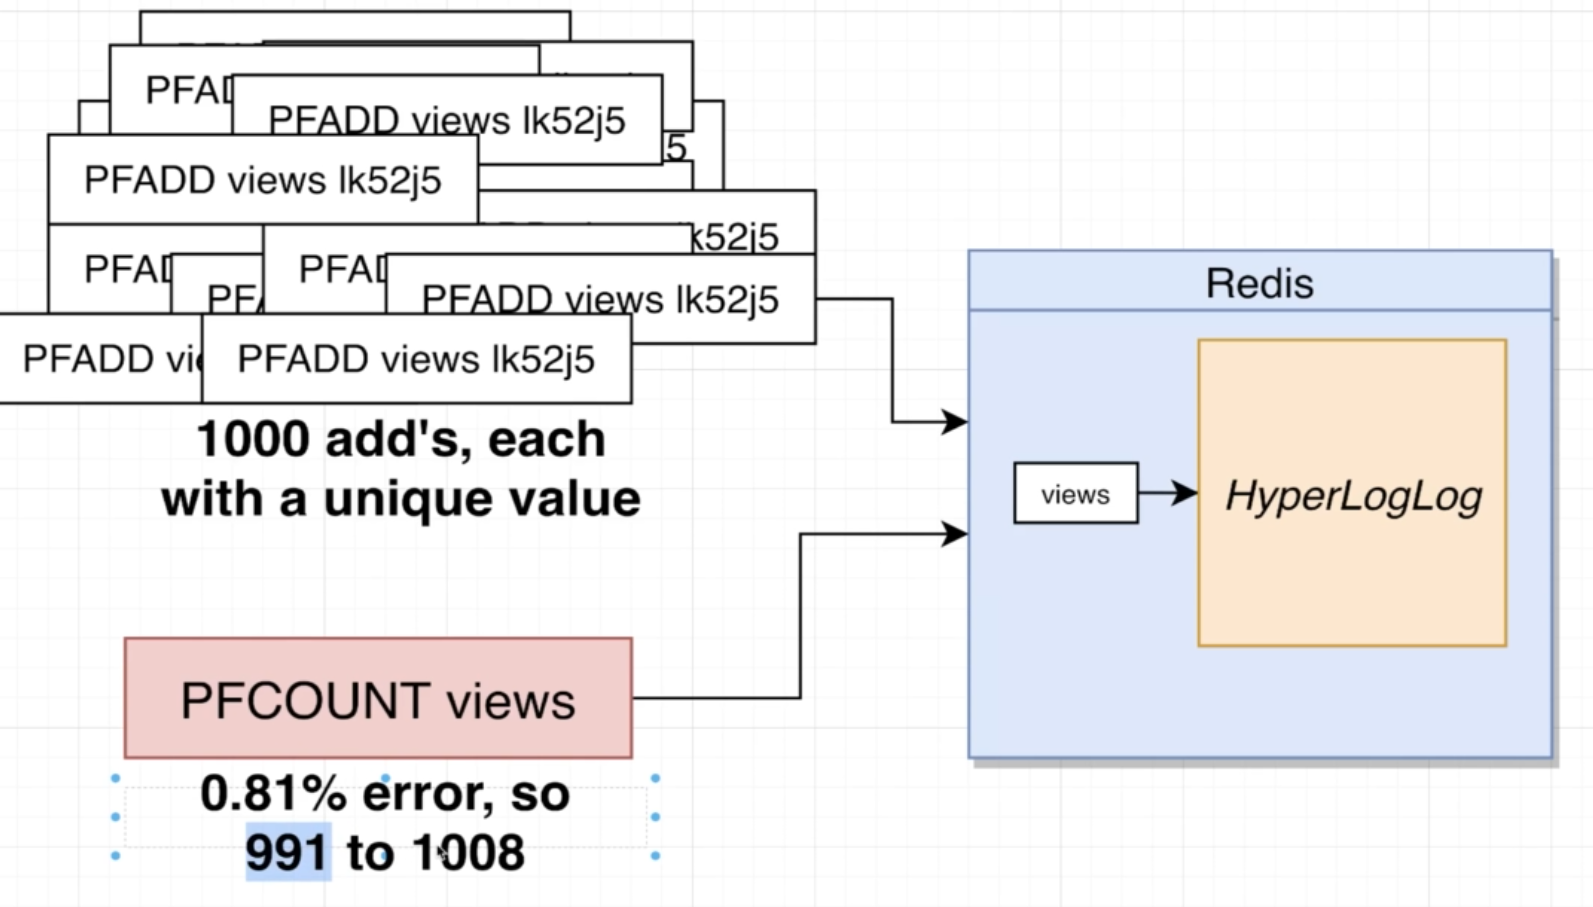 PFAD
PFADD views lk52j5
5
PFADD views lk52j5
k52j5
PFAD
PFA
PFAD
PFADD views lk52j5
PFADD vie
PFADD views lk52j5
1000 add's, each
with a unique value
Redis
views
HyperLogLog
PFCOUNT views
0.81% error, so
991 to 1008